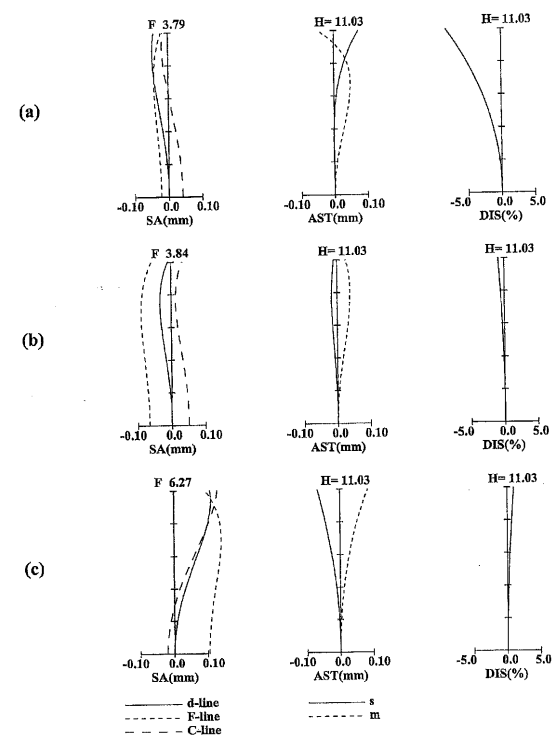 F 3.79 H= 11.03 H= 11.03
(a)
-0.10 0.0 0.10 -0.10 0.0 0.10 -5.0 0.0 5.0
SA(mm) AST(mm) DIS(%)
F 3.84 H= 11.03 H= 11.03
(b)
-0.10 0.0 0.10 -0.10 0.0 0.10 -5.0 0.0 5.0
SA(mm) AST(mm) DIS(%)
F 6.27 H= 11.03 H= 11.03
(c)
-0.10 0.0 0.10 -0.10 0.0 0.10 -5.0 0.0 5.0
SA(mm) AST(mm) DIS(%)
d-line s
F-line m
C-line